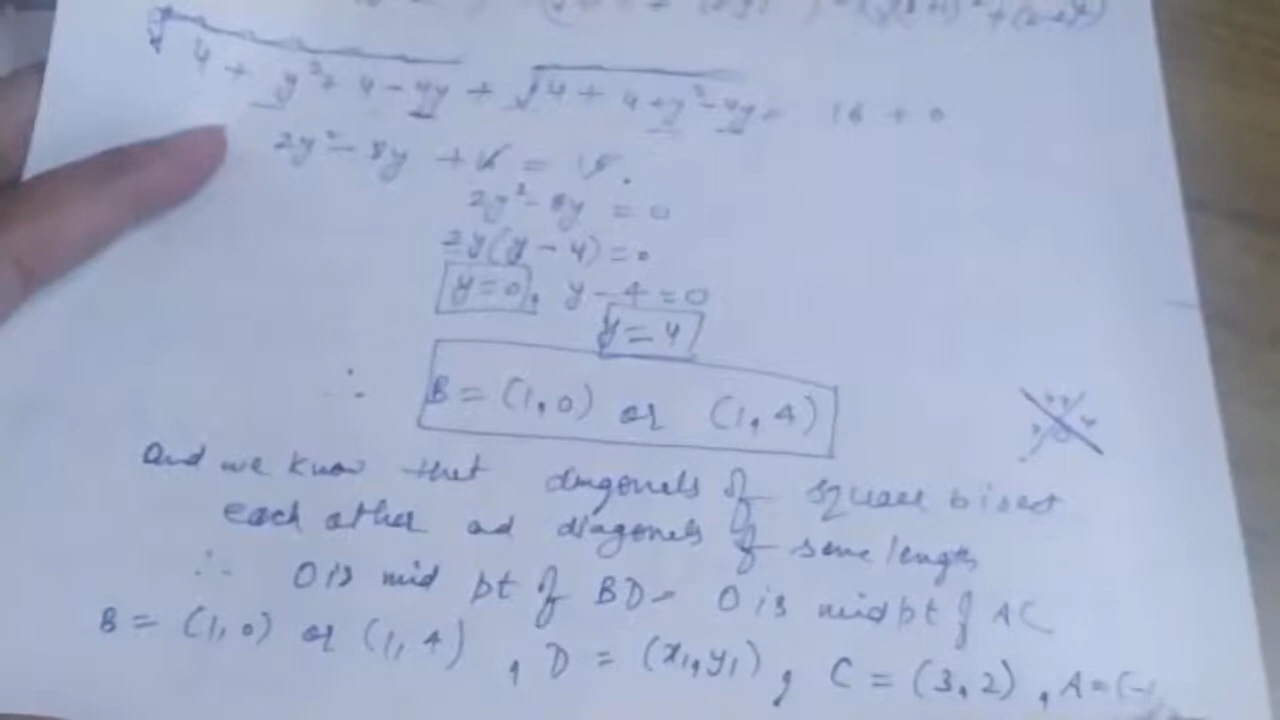 4 + y² + 4 - 4y + √4 + 4 + y² - 4y = 16 + 0
2y² - 8y + 16 = 16.
2y² - 8y = 0
2y(y - 4) = 0
y = 0, y - 4 = 0
y = 4
∴ B = (1, 0) or (1, 4)
and we know that diagonals of square bisect
each other ad diagonals of same length
∴ O is mid pt of BD = O is mid pt of AC
B = (1, 0) or (1, 4), D = (x₁, y₁), C = (3, 2), A = (-1